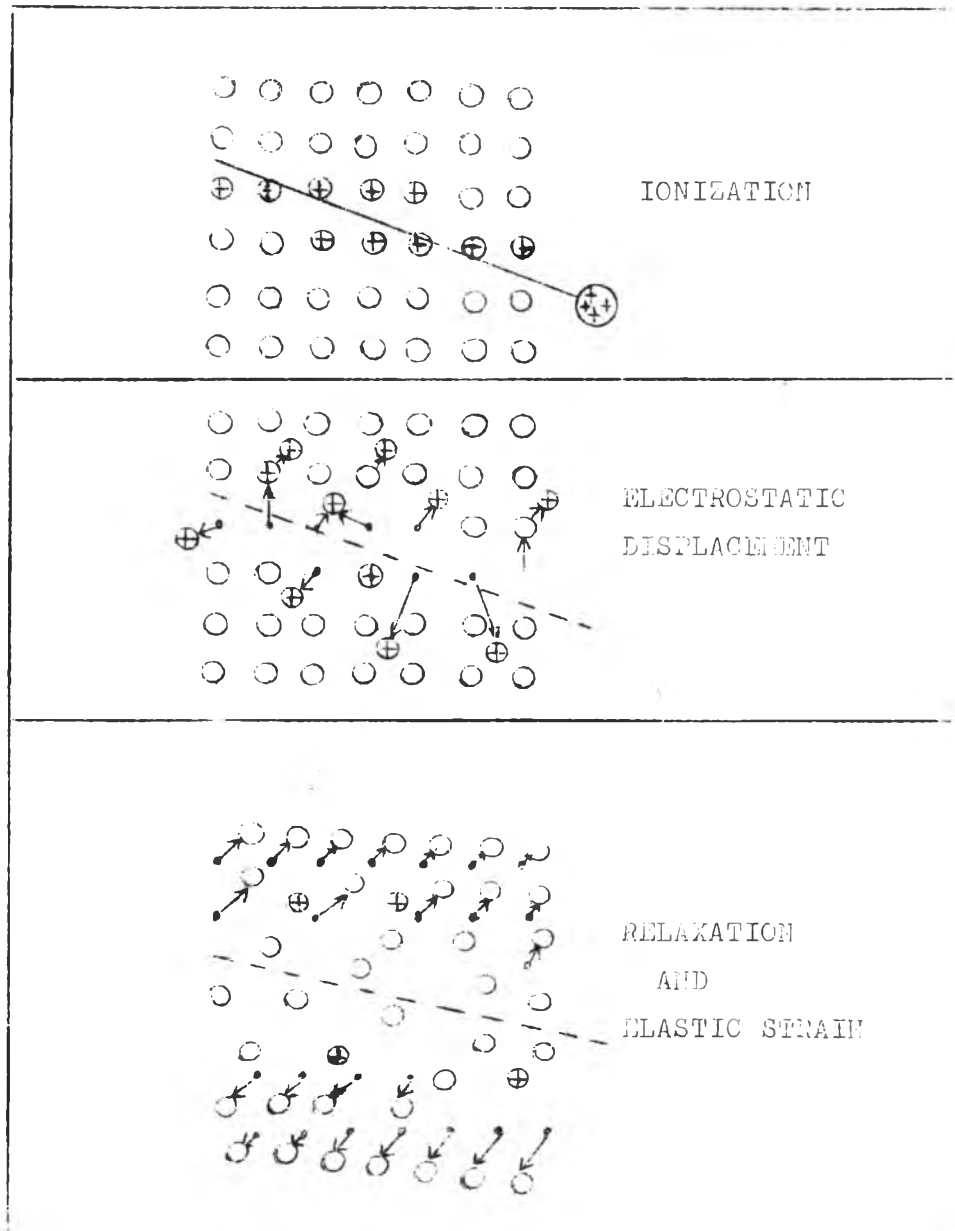 IONIZATION
ELECTROSTATIC
DISPLACEMENT
RELAXATION
AND
ELASTIC STRAIN